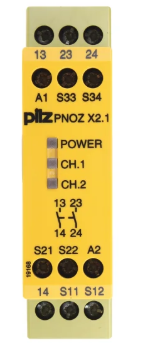 13 23 24
A1 S33 S34
pilz PNOZ X2.1
POWER
CH.1
CH.2
13 23
14 24
S21 S22 A2
19168
14 S11 S12